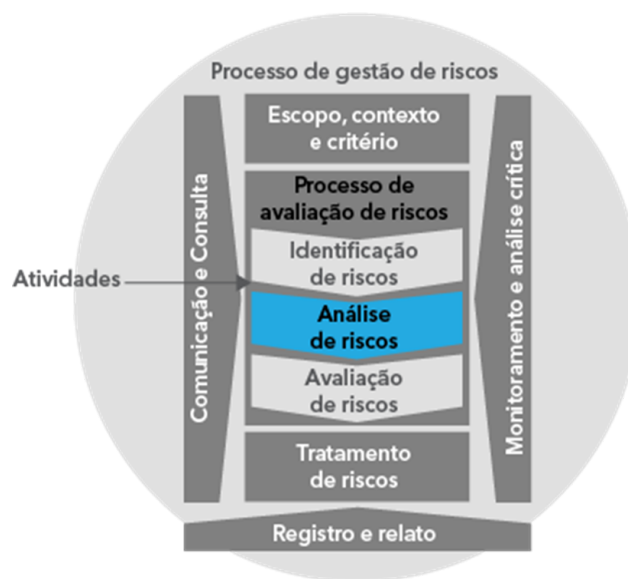 Processo de gestão de riscos
Escopo, contexto
e critério
Processo de
avaliação de riscos
Identificação
de riscos
Atividades
Análise
de riscos
Avaliação
de riscos
Tratamento
de riscos
Comunicação e Consulta
Monitoramento e análise crítica
Registro e relato